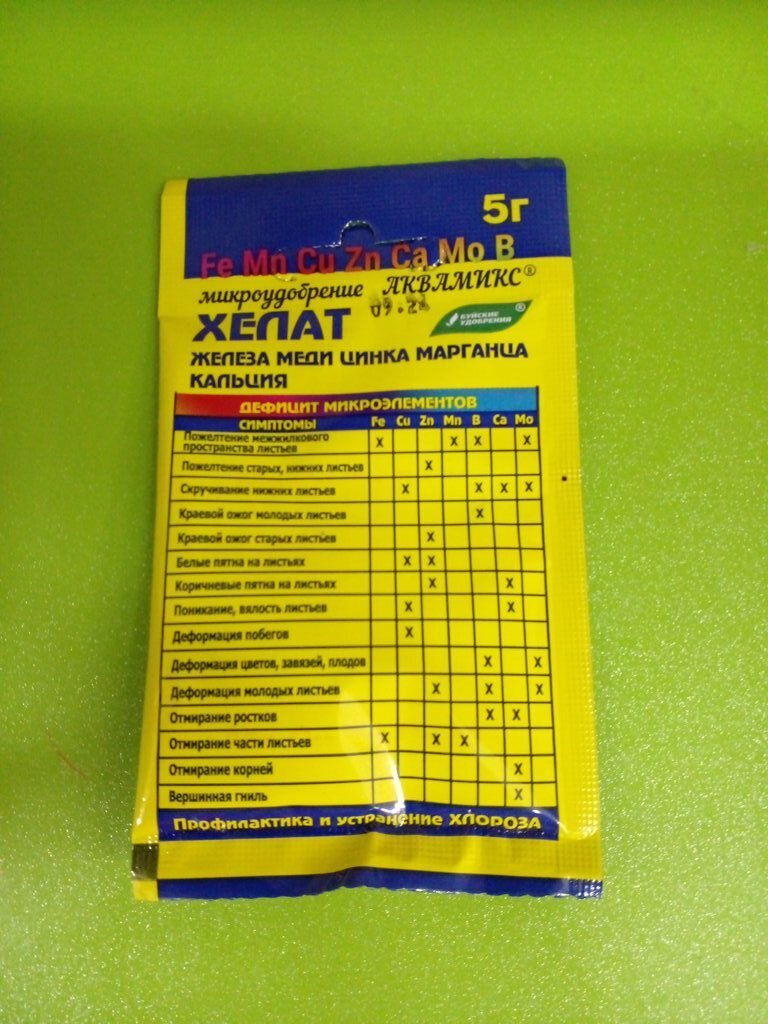 5г
Fe Mn Cu Zn Ca Mo B
микроудобрение АКВАМИКС®
ХЕЛАТ
БУЙСКИЕ УДОБРЕНИЯ ®
ЖЕЛЕЗА МЕДИ ЦИНКА МАРГАНЦА
КАЛЬЦИЯ
ДЕФИЦИТ МИКРОЭЛЕМЕНТОВ
СИМПТОМЫ Fe Cu Zn Mn B Ca Mo
Пожелтение межжилкового
пространства листьев X X X X
Пожелтение старых, нижних листьев X
Скручивание нижних листьев X X X X
Краевой ожог молодых листьев X
Краевой ожог старых листьев X
Белые пятна на листьях X X
Коричневые пятна на листьях X X
Поникание, вялость листьев X X
Деформация побегов X
Деформация цветов, завязей, плодов X X
Деформация молодых листьев X X X
Отмирание ростков X X
Отмирание части листьев X X X
Отмирание корней X
Вершинная гниль X
Профилактика и устранение ХЛОРОЗА